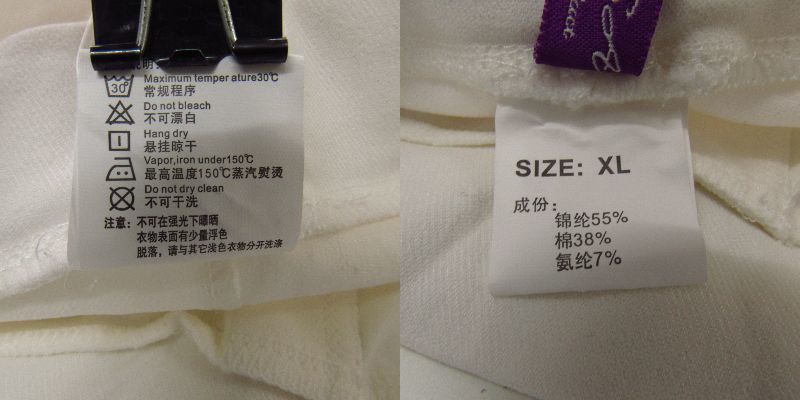 说明:
30°
Maximum temper ature30℃
常规程序
Do not bleach
不可漂白
Hang dry
悬挂晾干
Vapor,iron under150℃
最高温度150℃蒸汽熨烫
Do not dry clean
不可干洗
注意: 不可在强光下曝晒
衣物表面有少量浮色
脱落, 请与其它浅色衣物分开洗涤
SIZE: XL
成份:
锦纶55%
棉38%
氨纶7%